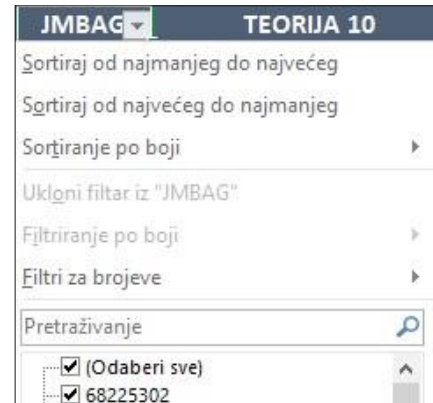 JMBAG TEORIJA 10
Sortiraj od najmanjeg do najvećeg
Sortiraj od najvećeg do najmanjeg
Sortiranje po boji
Ukloni filtar iz "JMBAG"
Filtriranje po boji
Filtri za brojeve
Pretraživanje
(Odaberi sve)
68225302